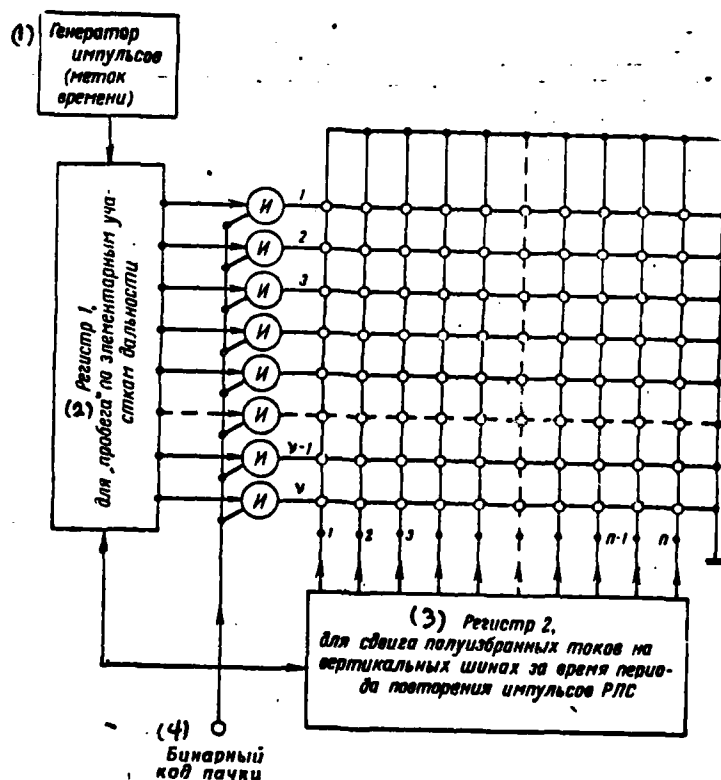 (1) Генератор
импульсов
(меток
времени)
(2) Регистр 1,
для „пробега" по элементарным уча-
сткам дальности
И 1
И 2
И 3
И
И
И
И ν-1
И ν
1 2 3 n-1 n
(3) Регистр 2,
для сдвига полуизбранных токов на
вертикальных шинах за время перио-
да повторения импульсов РЛС
(4)
Бинарный
код пачки